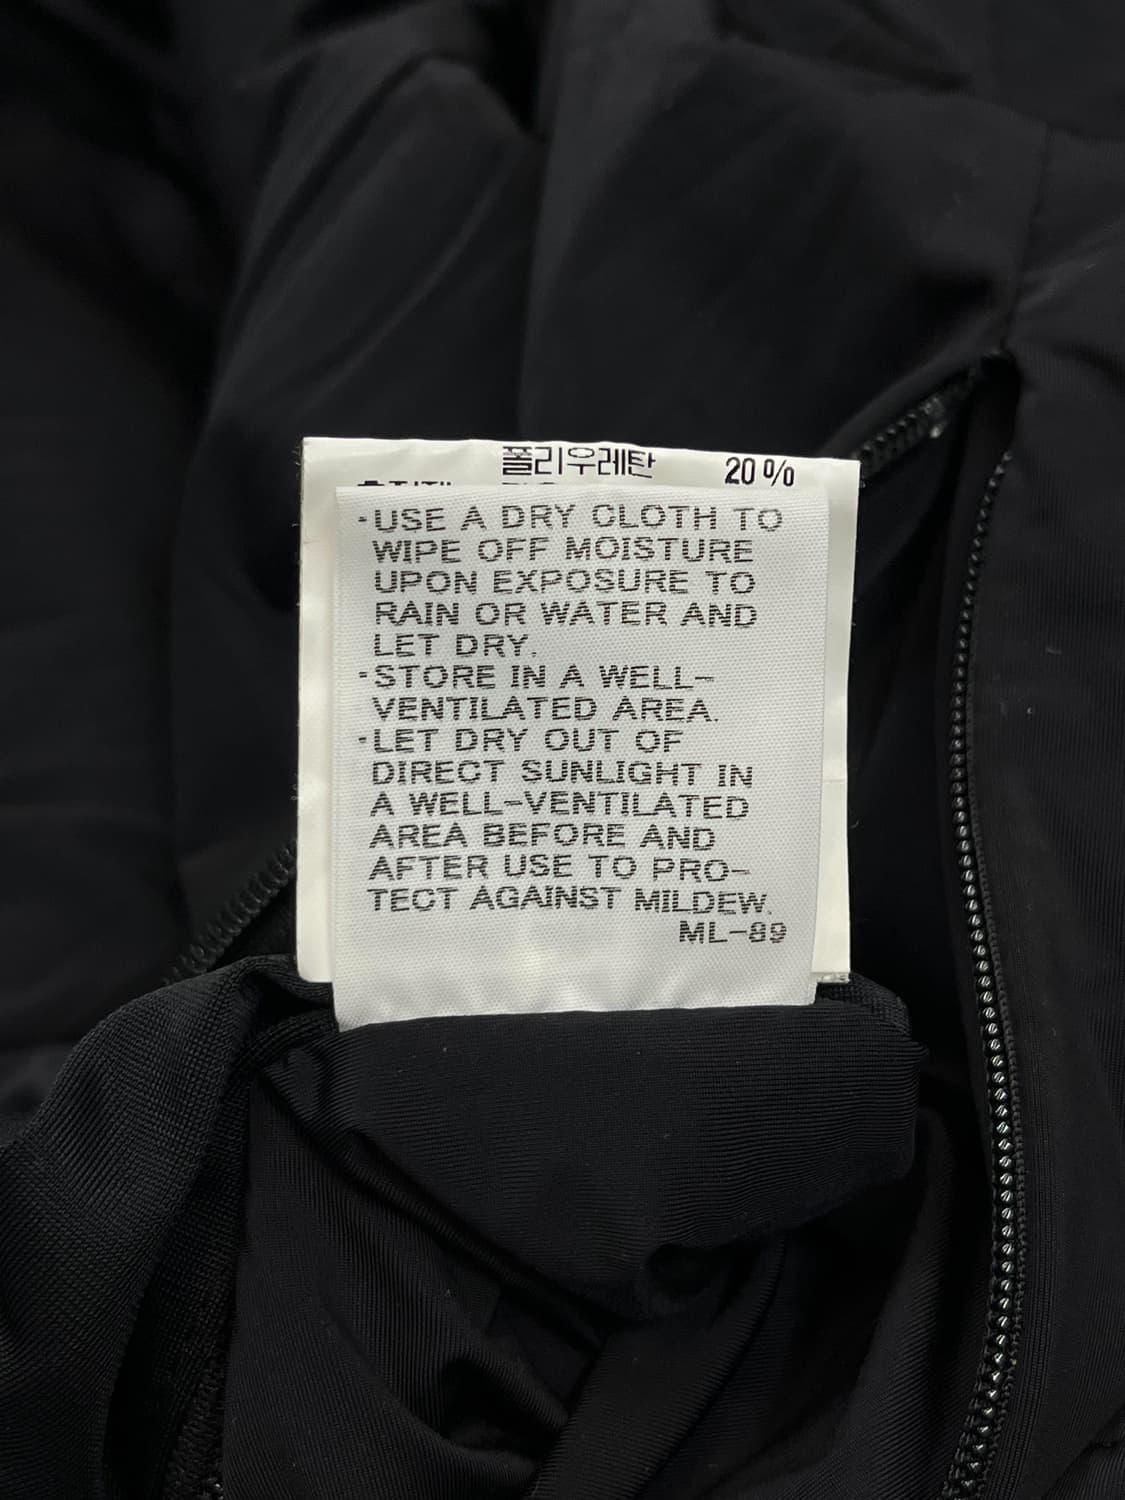 폴리우레탄 20%
-USE A DRY CLOTH TO
WIPE OFF MOISTURE
UPON EXPOSURE TO
RAIN OR WATER AND
LET DRY.
-STORE IN A WELL-
VENTILATED AREA.
-LET DRY OUT OF
DIRECT SUNLIGHT IN
A WELL-VENTILATED
AREA BEFORE AND
AFTER USE TO PRO-
TECT AGAINST MILDEW.
ML-89